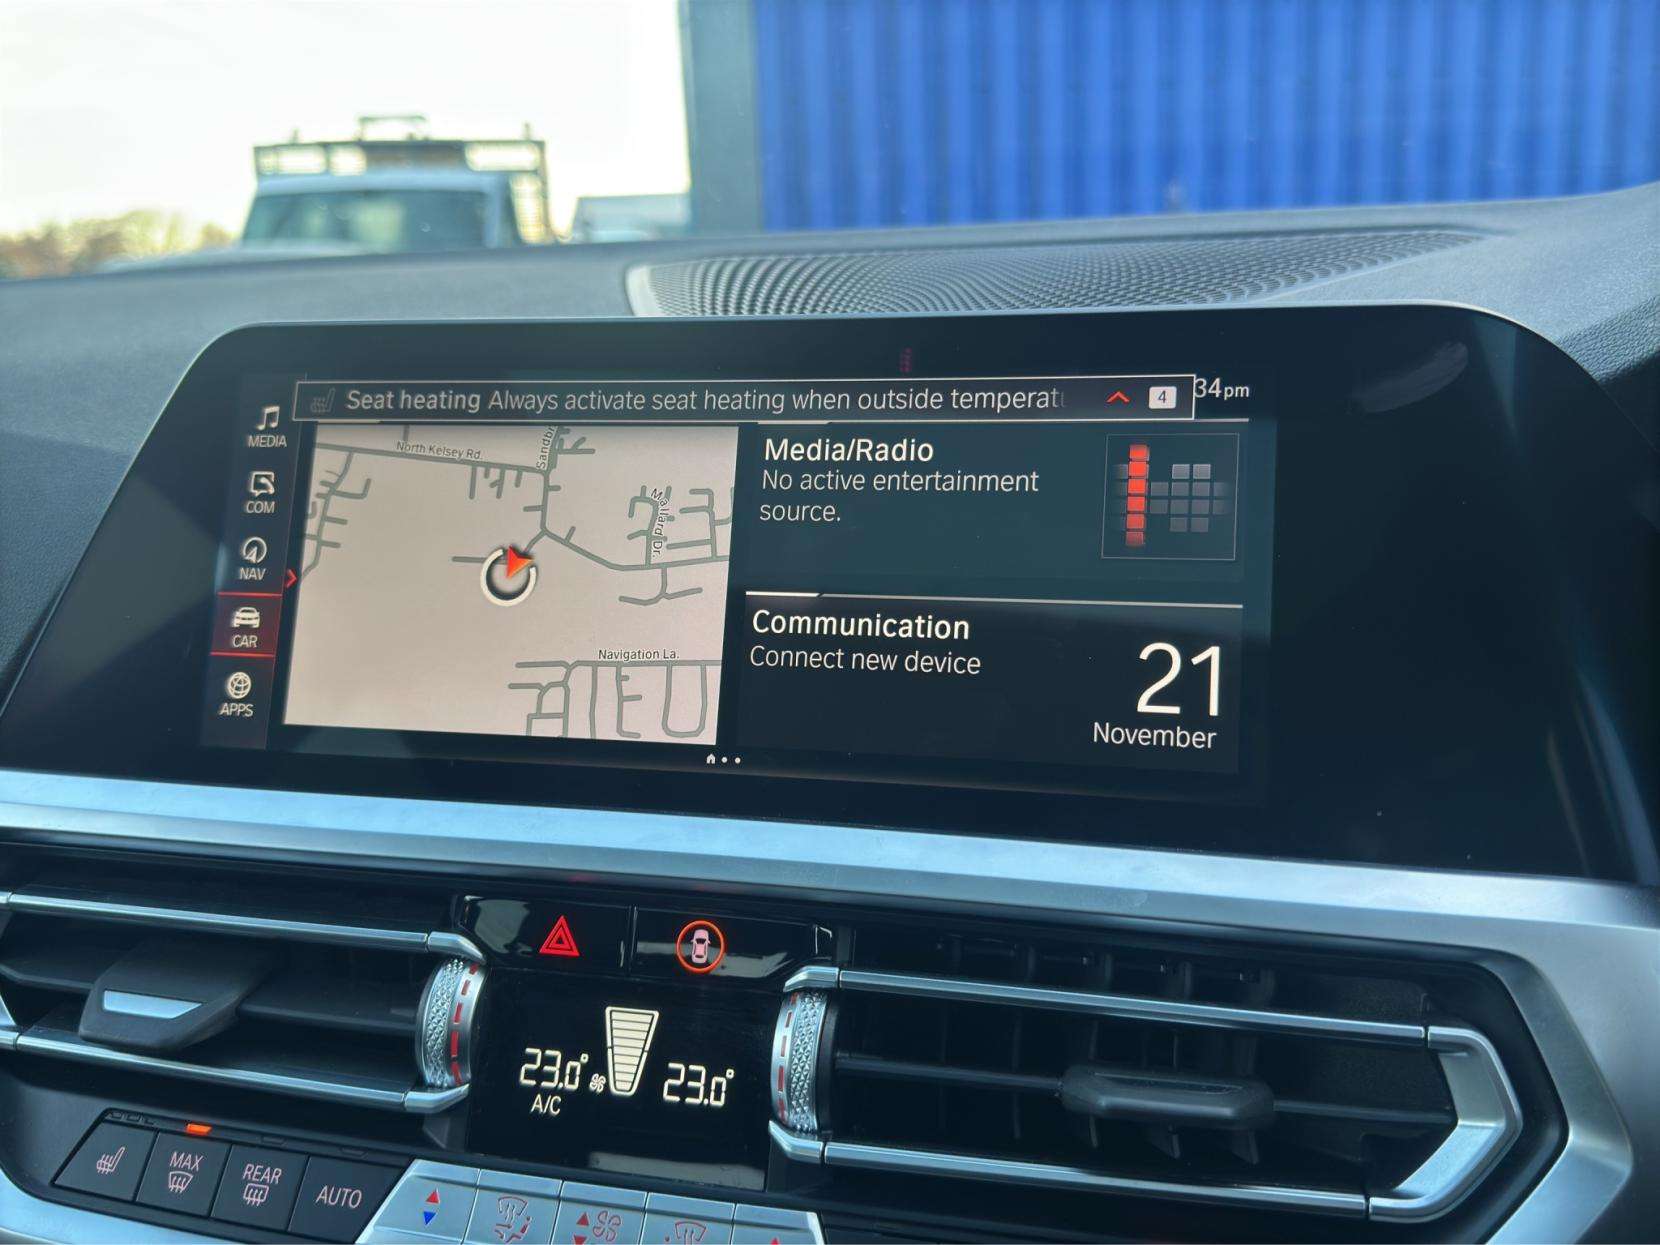 Seat heating Always activate seat heating when outside temperat
4
34pm
MEDIA
COM
NAV
CAR
APPS
North Kelsey Rd.
Sandbr
Mallard Dr.
Navigation La.
Media/Radio
No active entertainment
source.
Communication
Connect new device
21
November
23.0°
A/C
23.0°
MAX
REAR
AUTO